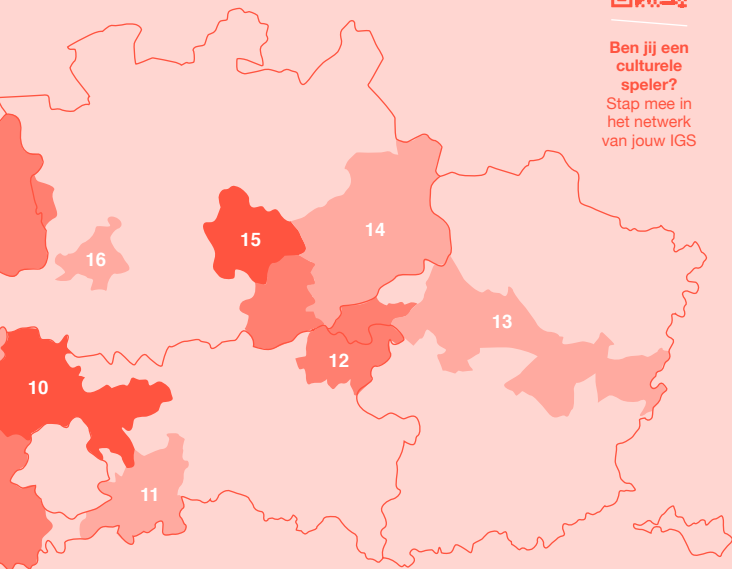 Ben jij een
culturele
speler?
Stap mee in
het netwerk
van jouw IGS
14
15
16
13
12
10
11